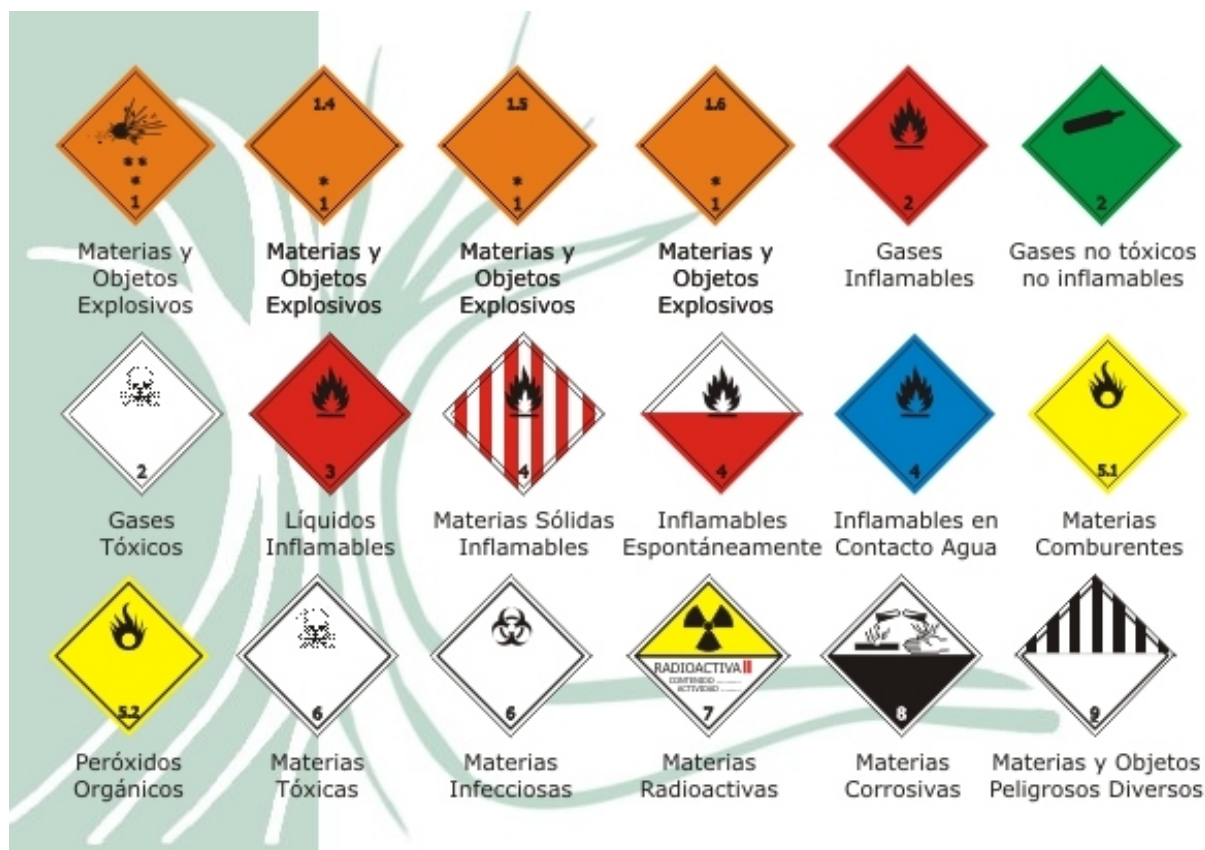 ** 
*
1
Materias y
Objetos
Explosivos
1.4
*
1
Materias y
Objetos
Explosivos
1.5
*
1
Materias y
Objetos
Explosivos
1.6
*
1
Materias y
Objetos
Explosivos
2
Gases
Inflamables
2
Gases no tóxicos
no inflamables
2
Gases
Tóxicos
3
Líquidos
Inflamables
4
Materias Sólidas
Inflamables
4
Inflamables
Espontáneamente
4
Inflamables en
Contacto Agua
5.1
Materias
Comburentes
5.2
Peróxidos
Orgánicos
6
Materias
Tóxicas
6
Materias
Infecciosas
RADIOACTIVA II
CONTENIDO ..........
ACTIVIDAD ..........
7
Materias
Radioactivas
8
Materias
Corrosivas
9
Materias y Objetos
Peligrosos Diversos